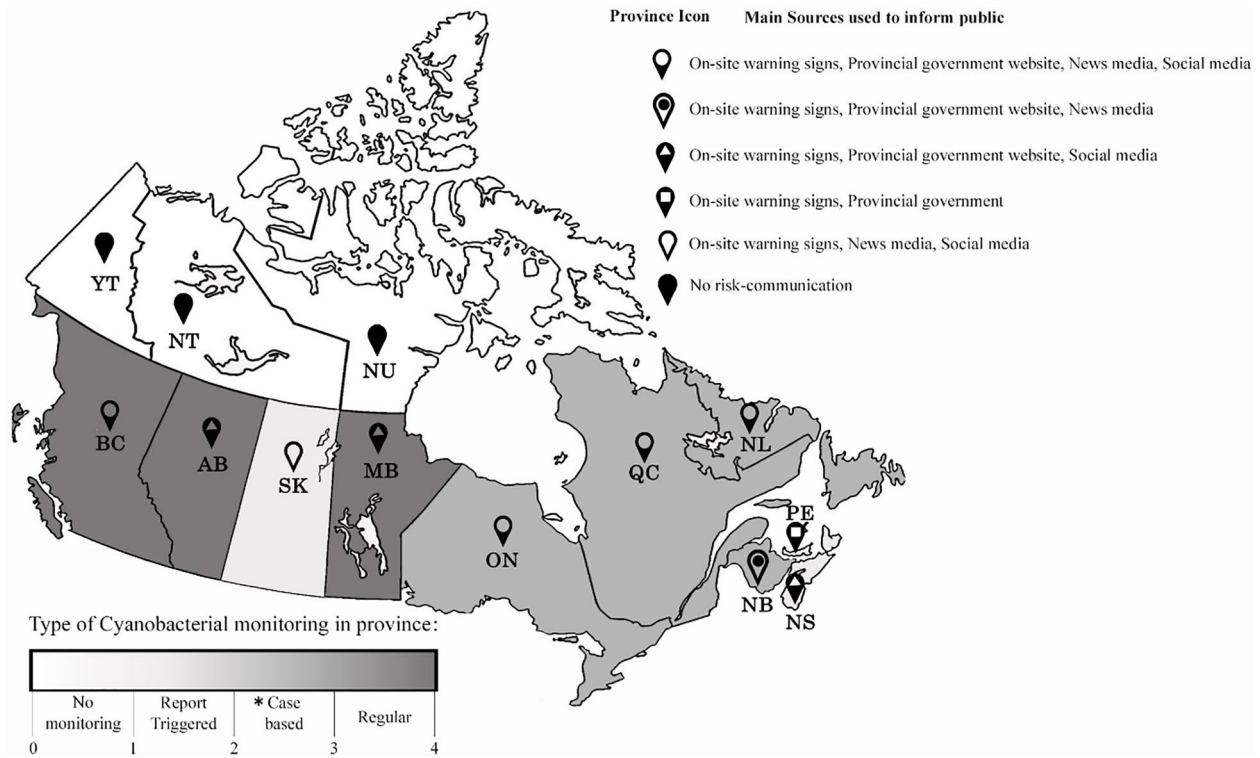 Province Icon Main Sources used to inform public
On-site warning signs, Provincial government website, News media, Social media
On-site warning signs, Provincial government website, News media
On-site warning signs, Provincial government website, Social media
On-site warning signs, Provincial government
On-site warning signs, News media, Social media
No risk-communication
YT
NT
NU
BC
AB
SK
MB
ON
QC
NL
PE
NB
NS
Type of Cyanobacterial monitoring in province:
No
monitoring
Report
Triggered
* Case
based
Regular
0 1 2 3 4